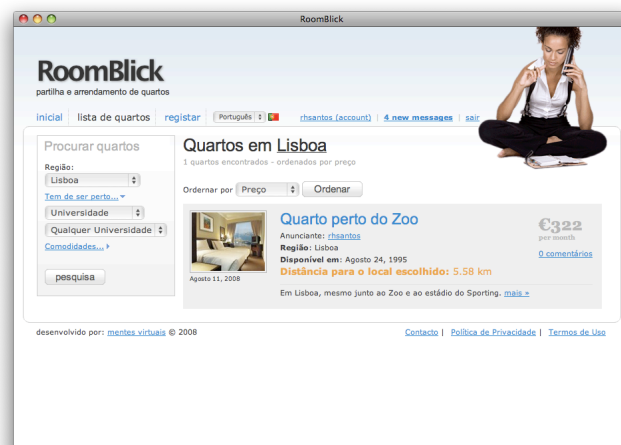 RoomBlick
RoomBlick
partilha e arrendamento de quartos
inicial lista de quartos registar Português rhsantos (account) | 4 new messages | sair
Procurar quartos
Região:
Lisboa
Tem de ser perto...
Universidade
Qualquer Universidade
Comodidades...
pesquisa
Quartos em Lisboa
1 quartos encontrados - ordenados por preço
Ordernar por Preço Ordenar
Agosto 11, 2008
Quarto perto do Zoo
Anunciante: rhsantos
Região: Lisboa
Disponível em: Agosto 24, 1995
Distância para o local escolhido: 5.58 km
Em Lisboa, mesmo junto ao Zoo e ao estádio do Sporting. mais »
€322
per month
0 comentários
desenvolvido por: mentes virtuais © 2008
Contacto | Política de Privacidade | Termos de Uso